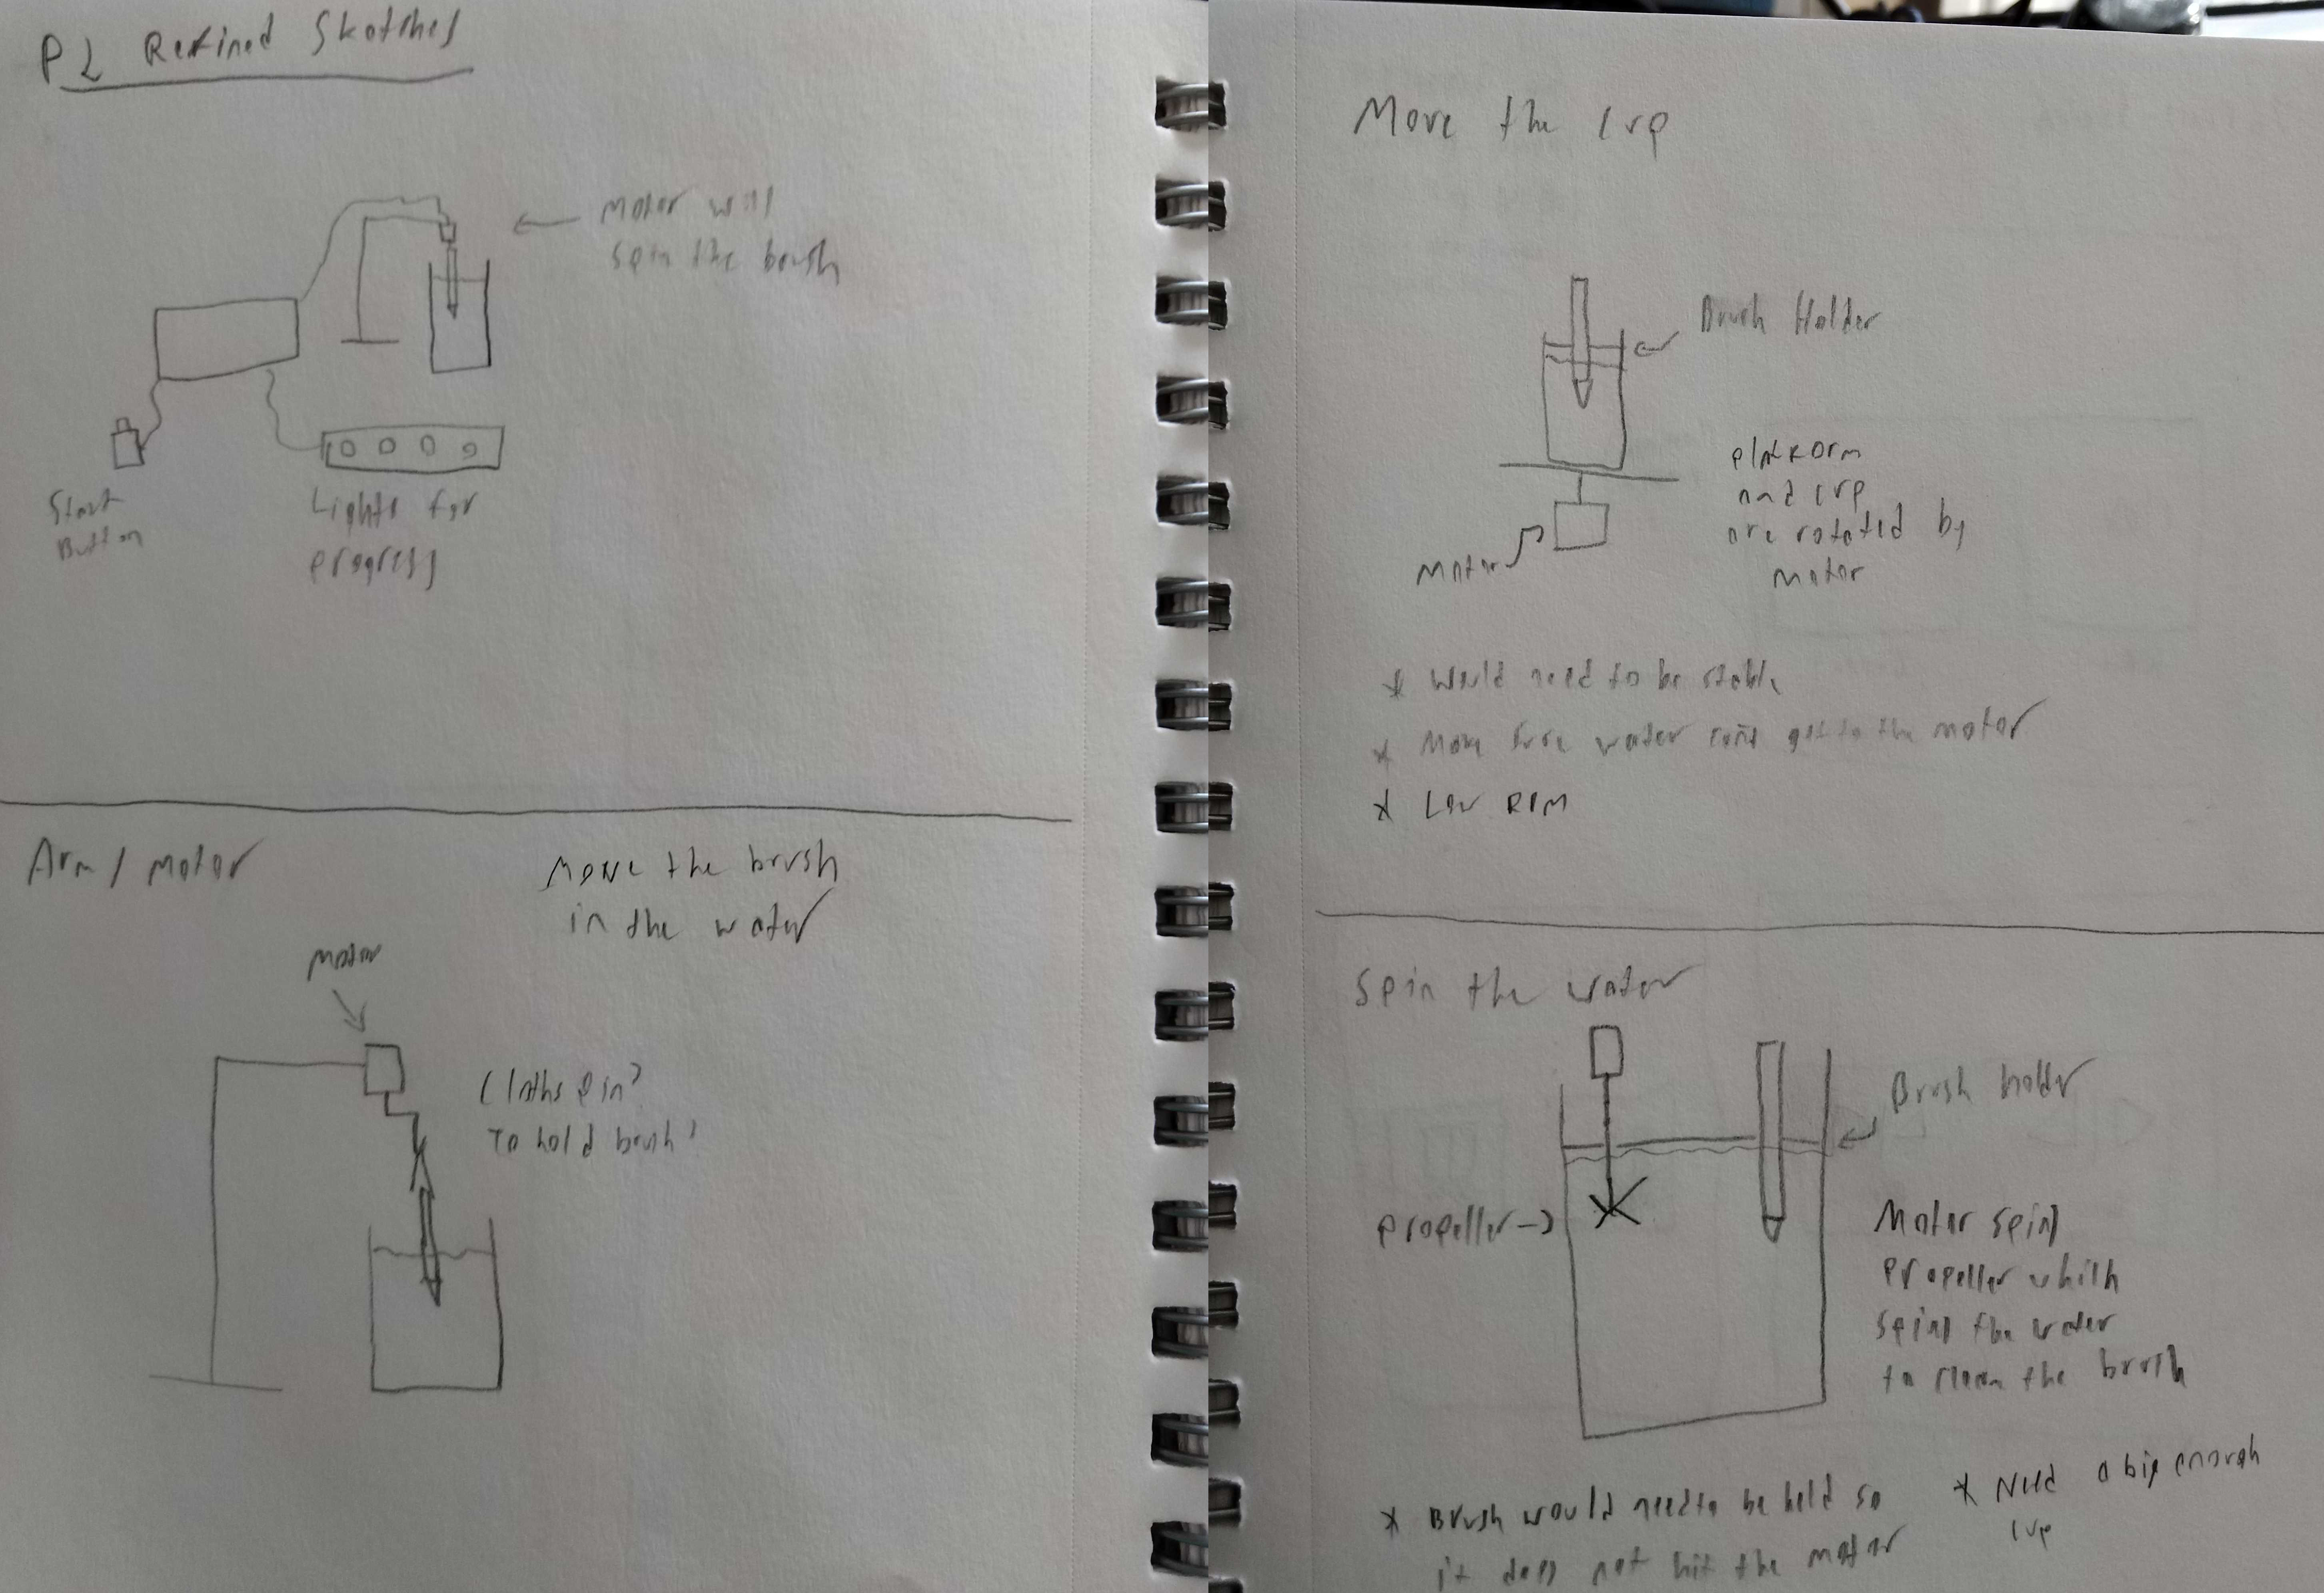 P2 Refined Sketches
Motor will
spin the brush
Start
Button
Lights for
progress
Arm / motor
Move the brush
in the water
Motor
Cloths pin?
To hold brush?
Move the cup
Brush Holder
platform
and cup
are rotated by
motor
Motor
* Would need to be stable
* Make sure water cant get to the motor
* Low RPM
Spin the water
Brush holder
propeller
Motor spins
propeller which
spins the water
to clean the brush
* Brush would need to be held so
it does not hit the motor
* Need a big enough
cup